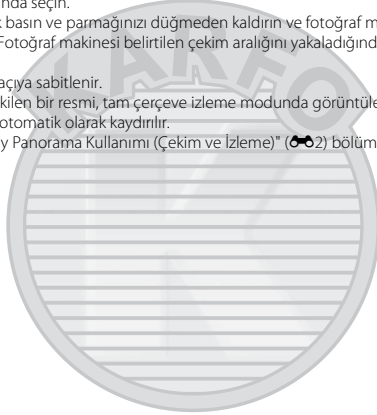 nda seçin.
k basın ve parmağınızı düğmeden kaldırın ve fotoğraf m
Fotoğraf makinesi belirtilen çekim aralığını yakaladığınd
açıya sabitlenir.
kilen bir resmi, tam çerçeve izleme modunda görüntüle
otomatik olarak kaydırılır.
y Panorama Kullanımı (Çekim ve İzleme)" (2) bölüm
KARFO